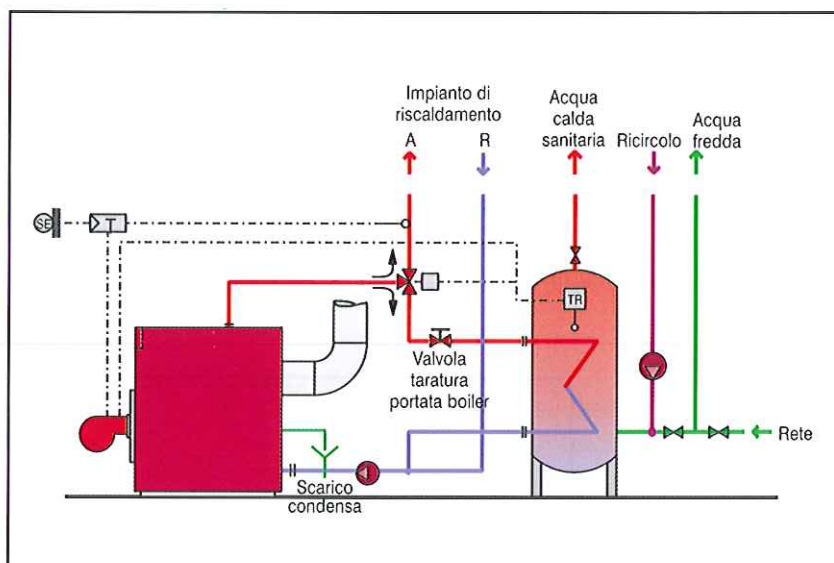 Impianto di
riscaldamento
A
R
Acqua
calda
sanitaria
Ricircolo
Acqua
fredda
SE
T
TR
Valvola
taratura
portata boiler
Rete
Scarico
condensa